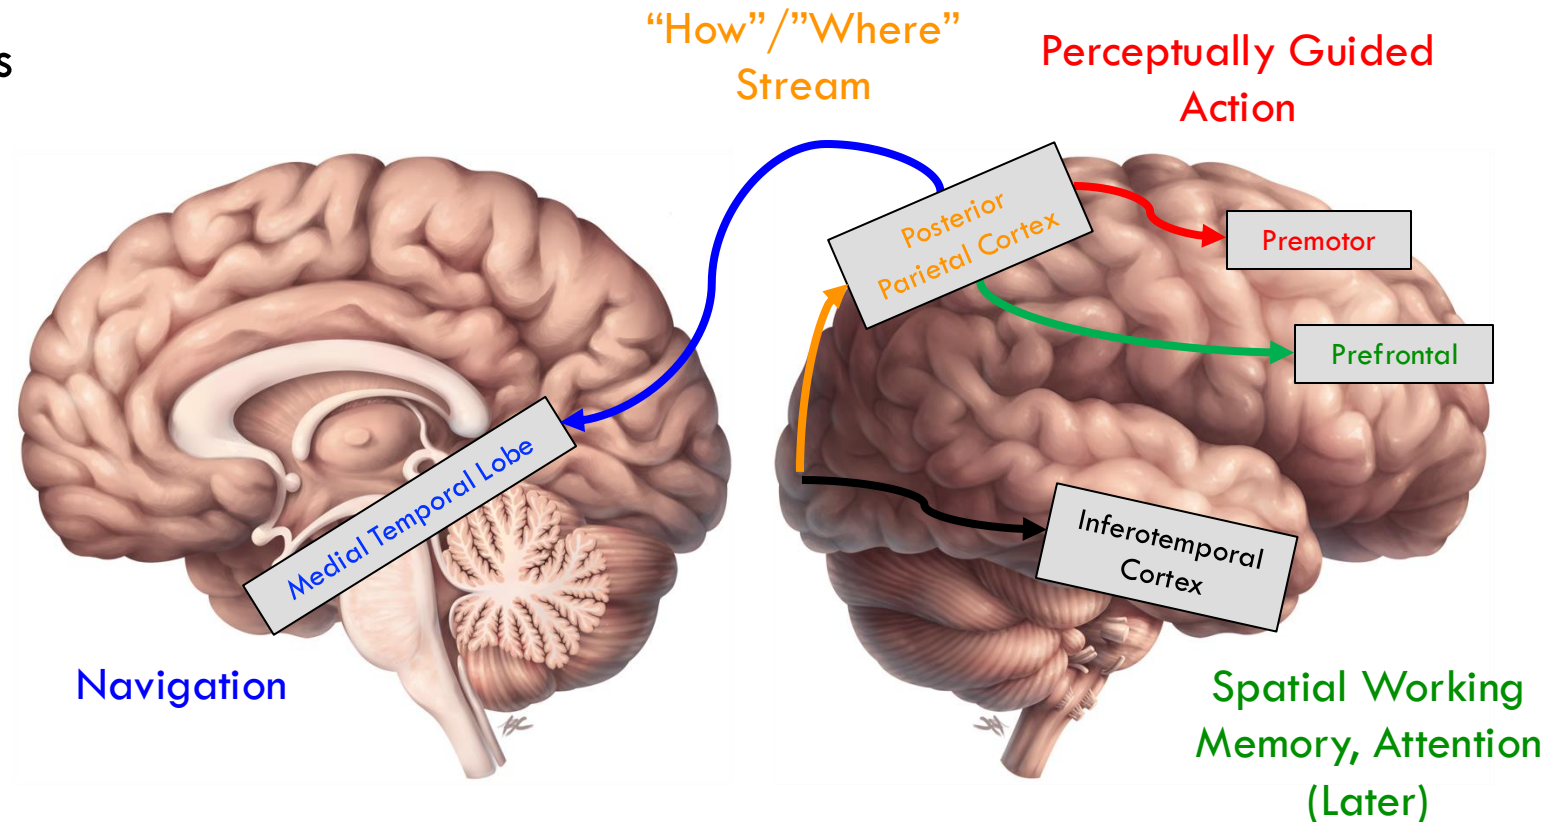 s
“How”/”Where”
Stream
Perceptually Guided
Action
Posterior
Parietal Cortex
Premotor
Prefrontal
Medial Temporal Lobe
Inferotemporal
Cortex
Navigation
Spatial Working
Memory, Attention
(Later)